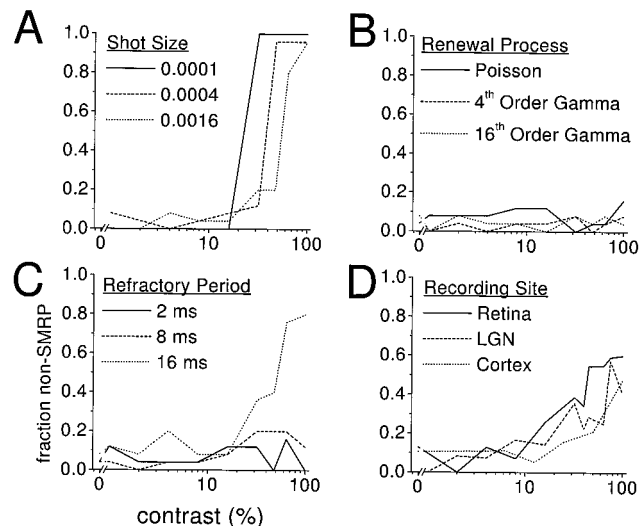 A
Shot Size
0.0001
0.0004
0.0016
1.0
0.8
0.6
0.4
0.2
0.0
0 10 100
B
Renewal Process
Poisson
4th Order Gamma
16th Order Gamma
1.0
0.8
0.6
0.4
0.2
0.0
0 10 100
C
Refractory Period
2 ms
8 ms
16 ms
1.0
0.8
0.6
0.4
0.2
0.0
0 10 100
fraction non-SMRP
contrast (%)
D
Recording Site
Retina
LGN
Cortex
1.0
0.8
0.6
0.4
0.2
0.0
0 10 100